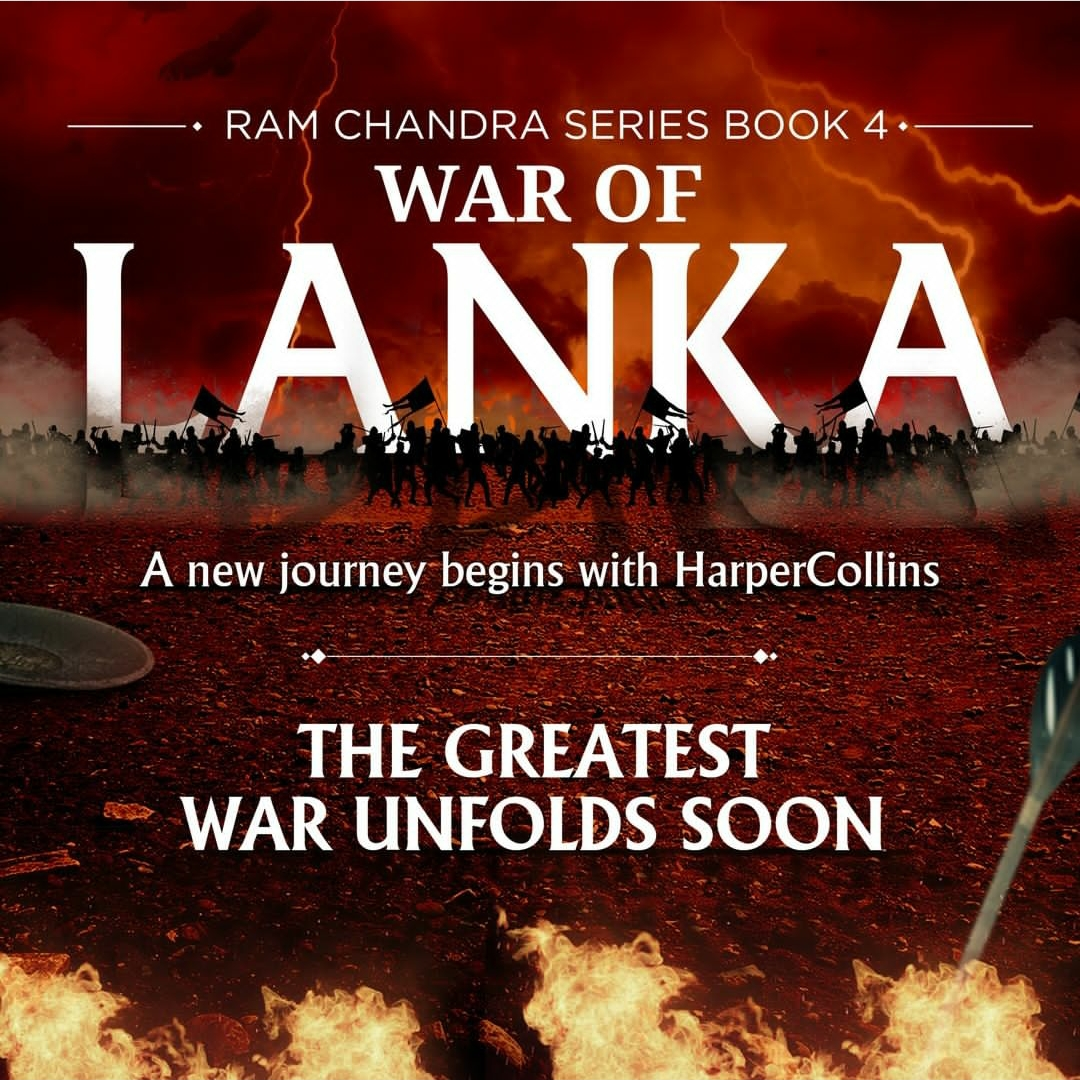 RAM CHANDRA SERIES BOOK 4
WAR OF
LANKA
A new journey begins with HarperCollins
THE GREATEST
WAR UNFOLDS SOON